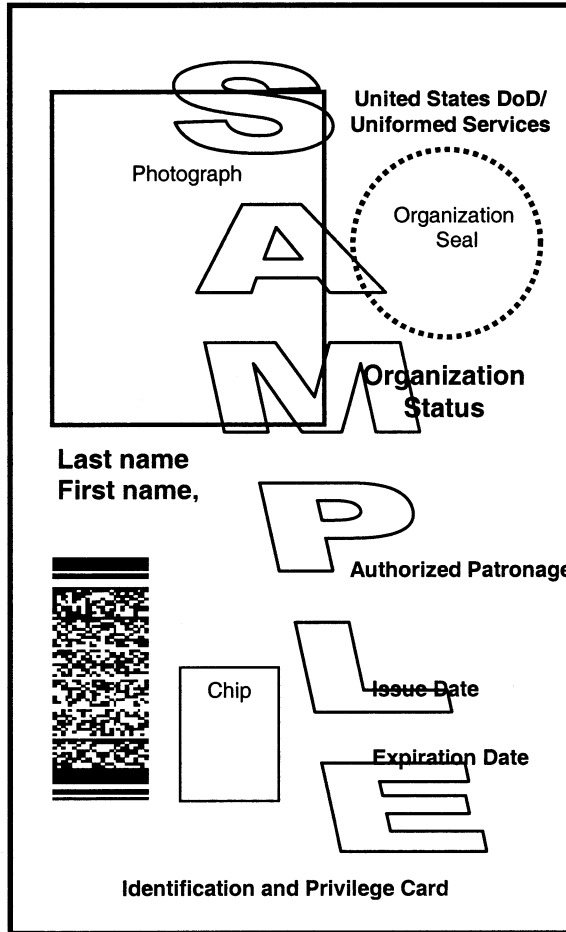 United States DoD/
Uniformed Services
Photograph
Organization
Seal
Organization
Status
Last name
First name,
Authorized Patronage
Chip
Issue Date
Expiration Date
Identification and Privilege Card
SAMPLE